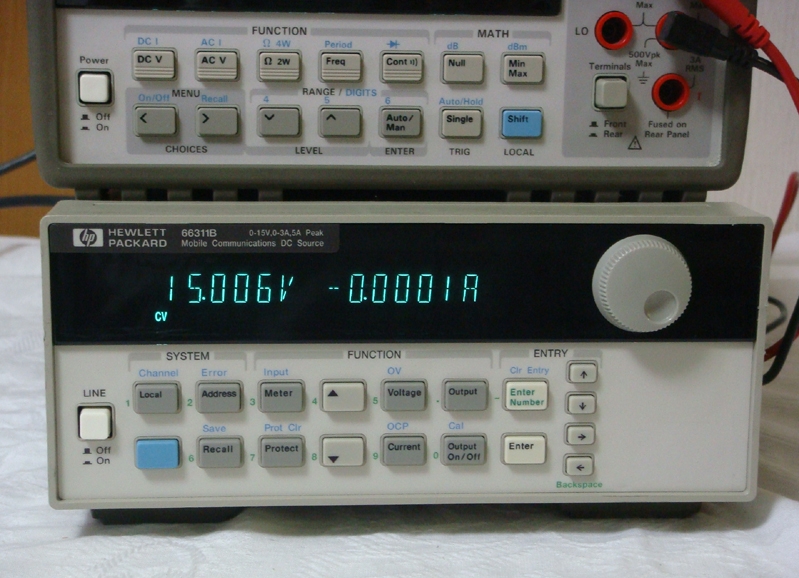 FUNCTION
MATH
DC I AC I Ω 4W Period dB dBm
Power DC V AC V Ω 2W Freq Cont Null Min Max
Off
On
On/Off MENU Recall
RANGE / DIGITS
4 5 6 Auto/Hold
< > Auto/Man Single Shift
CHOICES LEVEL ENTER TRIG LOCAL
LO
Max
500Vpk
Max
3A
RMS
Terminals
Front
Rear
Fused on
Rear Panel
hp HEWLETT PACKARD
66311B 0-15V,0-3A,5A Peak
Mobile Communications DC Source
15.006V -0.0001A
CV
SYSTEM FUNCTION ENTRY
Channel Error Input OV Clr Entry
LINE 1 Local 2 Address 3 Meter 4 5 Voltage . Output - Enter Number
Off
On
Save Prot Clr OCP Cal
6 Recall 7 Protect 8 9 Current 0 Output On/Off Enter
Backspace